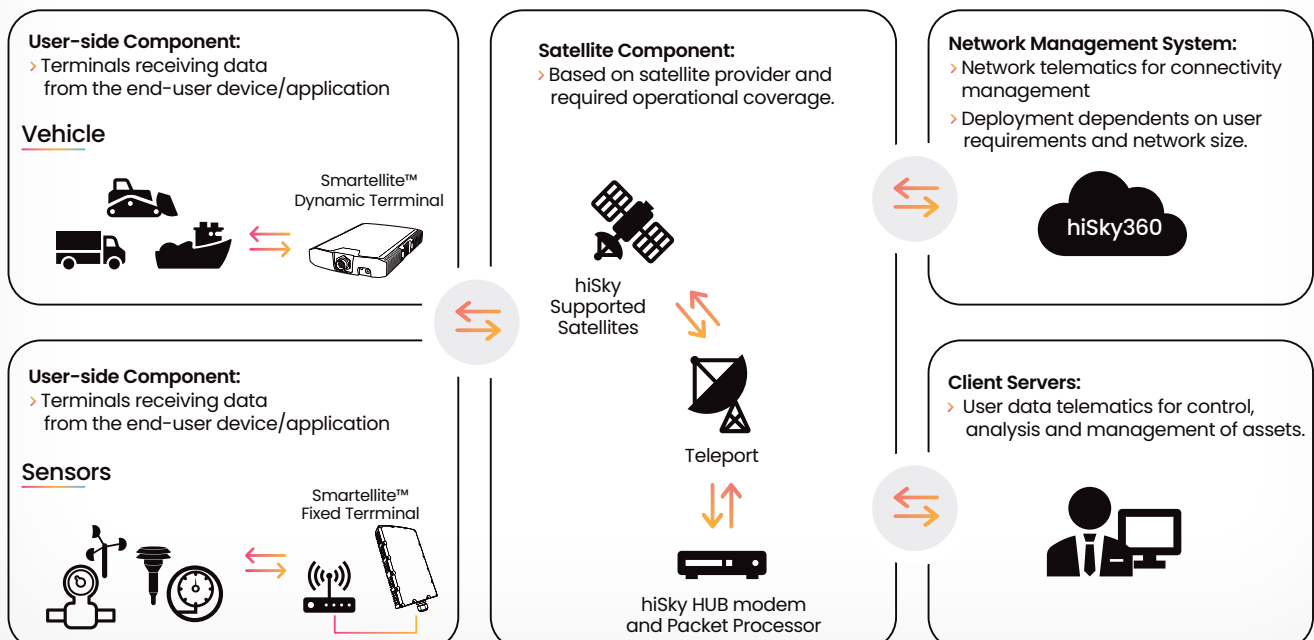 User-side Component:
› Terminals receiving data
from the end-user device/application
Vehicle
Smartellite™
Dynamic Terrminal
User-side Component:
› Terminals receiving data
from the end-user device/application
Sensors
Smartellite™
Fixed Terrminal
Satellite Component:
› Based on satellite provider and
required operational coverage.
hiSky
Supported
Satellites
Teleport
hiSky HUB modem
and Packet Processor
Network Management System:
› Network telematics for connectivity
management
› Deployment dependents on user
requirements and network size.
hiSky360
Client Servers:
› User data telematics for control,
analysis and management of assets.